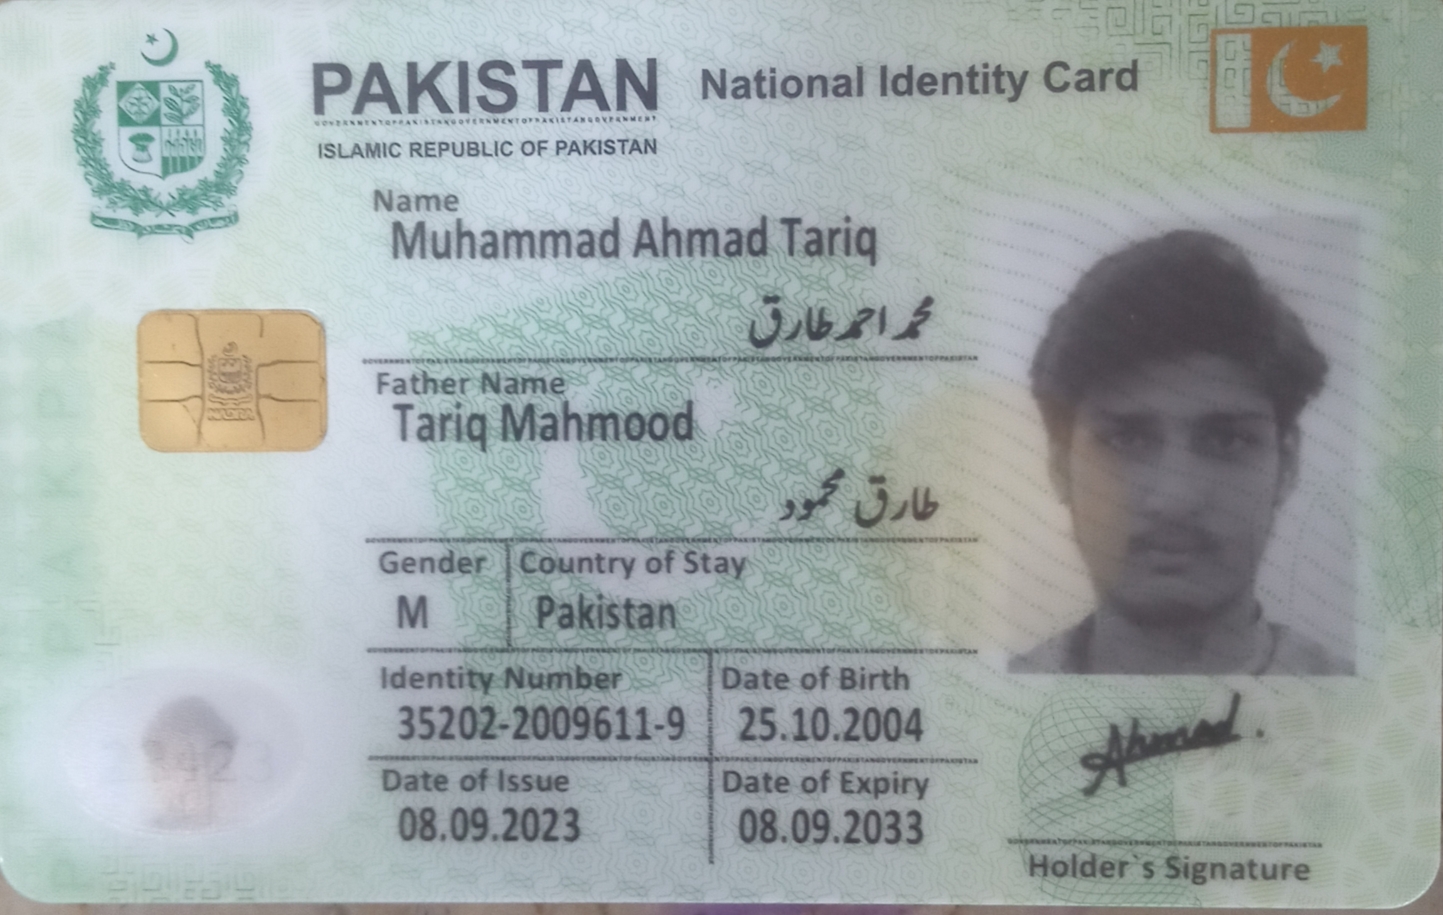 PAKISTAN National Identity Card
ISLAMIC REPUBLIC OF PAKISTAN
Name
Muhammad Ahmad Tariq
محمد احمد طارق
Father Name
Tariq Mahmood
طارق محمود
Gender Country of Stay
M Pakistan
Identity Number Date of Birth
35202-2009611-9 25.10.2004
Date of Issue Date of Expiry
08.09.2023 08.09.2033
Ahmad.
Holder`s Signature